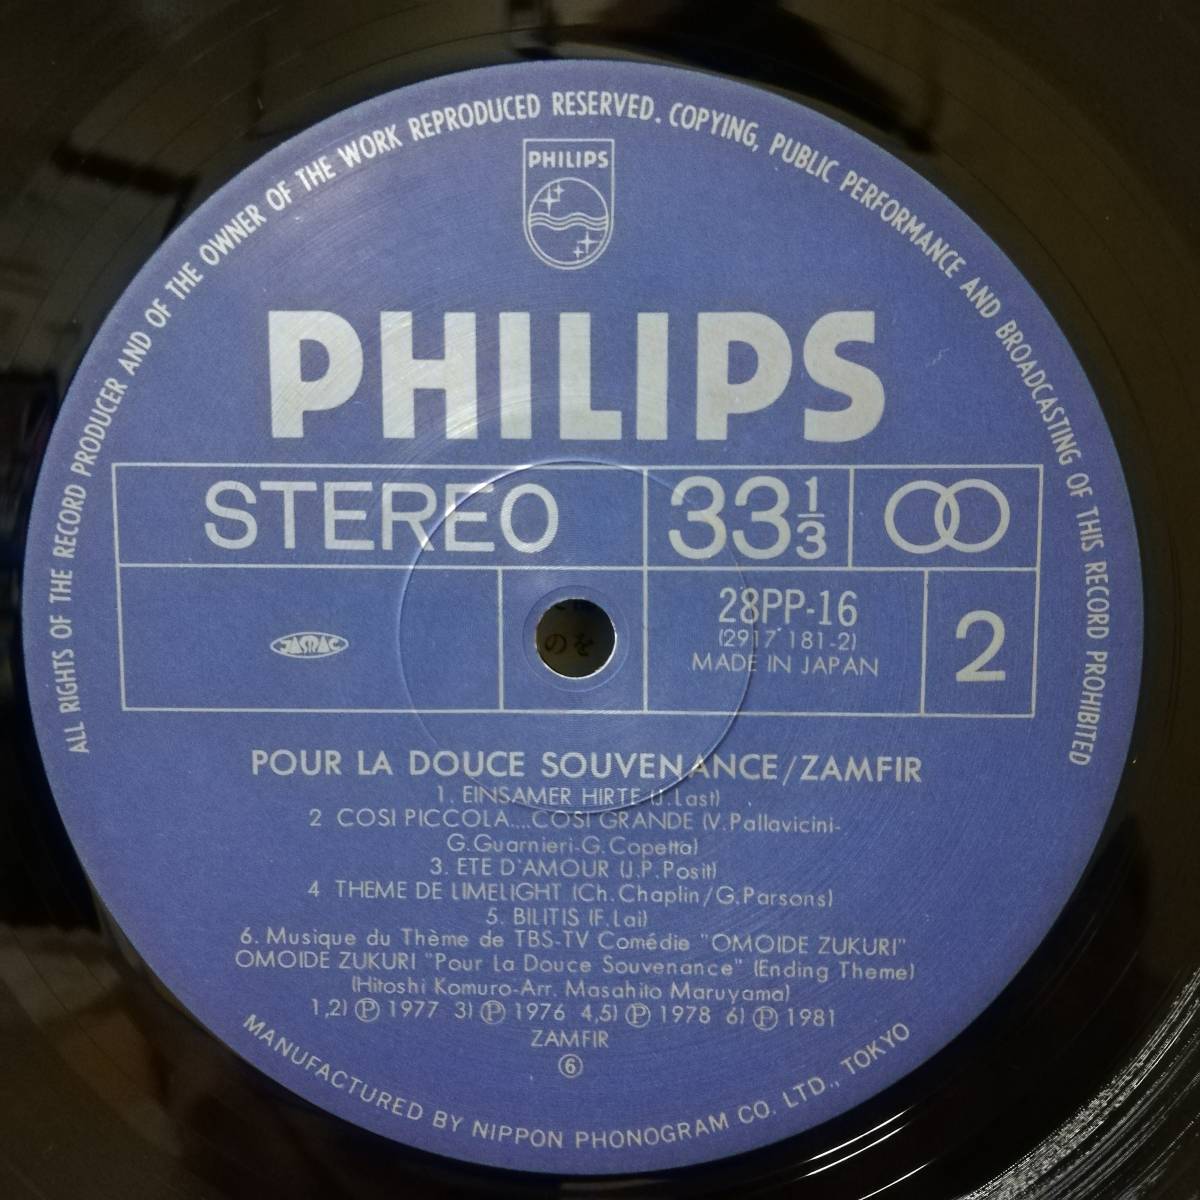 ALL RIGHTS OF THE RECORD PRODUCER AND OF THE OWNER OF THE WORK REPRODUCED RESERVED. COPYING, PUBLIC PERFORMANCE AND BROADCASTING OF THIS RECORD PROHIBITED
PHILIPS
PHILIPS
STEREO
33 1/3
JASRAC
28PP-16
(2917 181-2)
MADE IN JAPAN
2
のを
POUR LA DOUCE SOUVENANCE/ZAMFIR
1. EINSAMER HIRTE (J.Last)
2 COSI PICCOLA....COSI GRANDE (V.Pallavicini-
G.Guarnieri-G.Copetta)
3. ETE D'AMOUR (J.P.Posit)
4 THEME DE LIMELIGHT (Ch.Chaplin/G.Parsons)
5. BILITIS (F.Lai)
6. Musique du Thème de TBS-TV Comédie "OMOIDE ZUKURI"
OMOIDE ZUKURI "Pour La Douce Souvenance" (Ending Theme)
(Hitoshi Komuro-Arr. Masahito Maruyama)
1,2) Ⓟ 1977 3) Ⓟ 1976 4,5) Ⓟ 1978 6) Ⓟ 1981
ZAMFIR
⑥
MANUFACTURED BY NIPPON PHONOGRAM CO. LTD., TOKYO